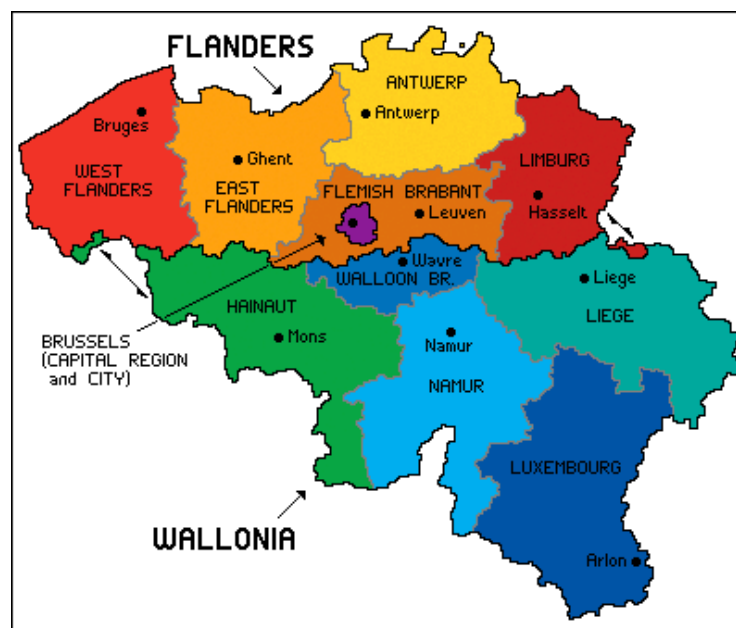 FLANDERS
ANTWERP
Antwerp
Bruges
WEST
FLANDERS
Ghent
EAST
FLANDERS
LIMBURG
Hasselt
FLEMISH BRABANT
Leuven
Wavre
WALLOON BR.
Liege
LIEGE
HAINAUT
Mons
BRUSSELS
(CAPITAL REGION
and CITY)
Namur
NAMUR
LUXEMBOURG
WALLONIA
Arlon